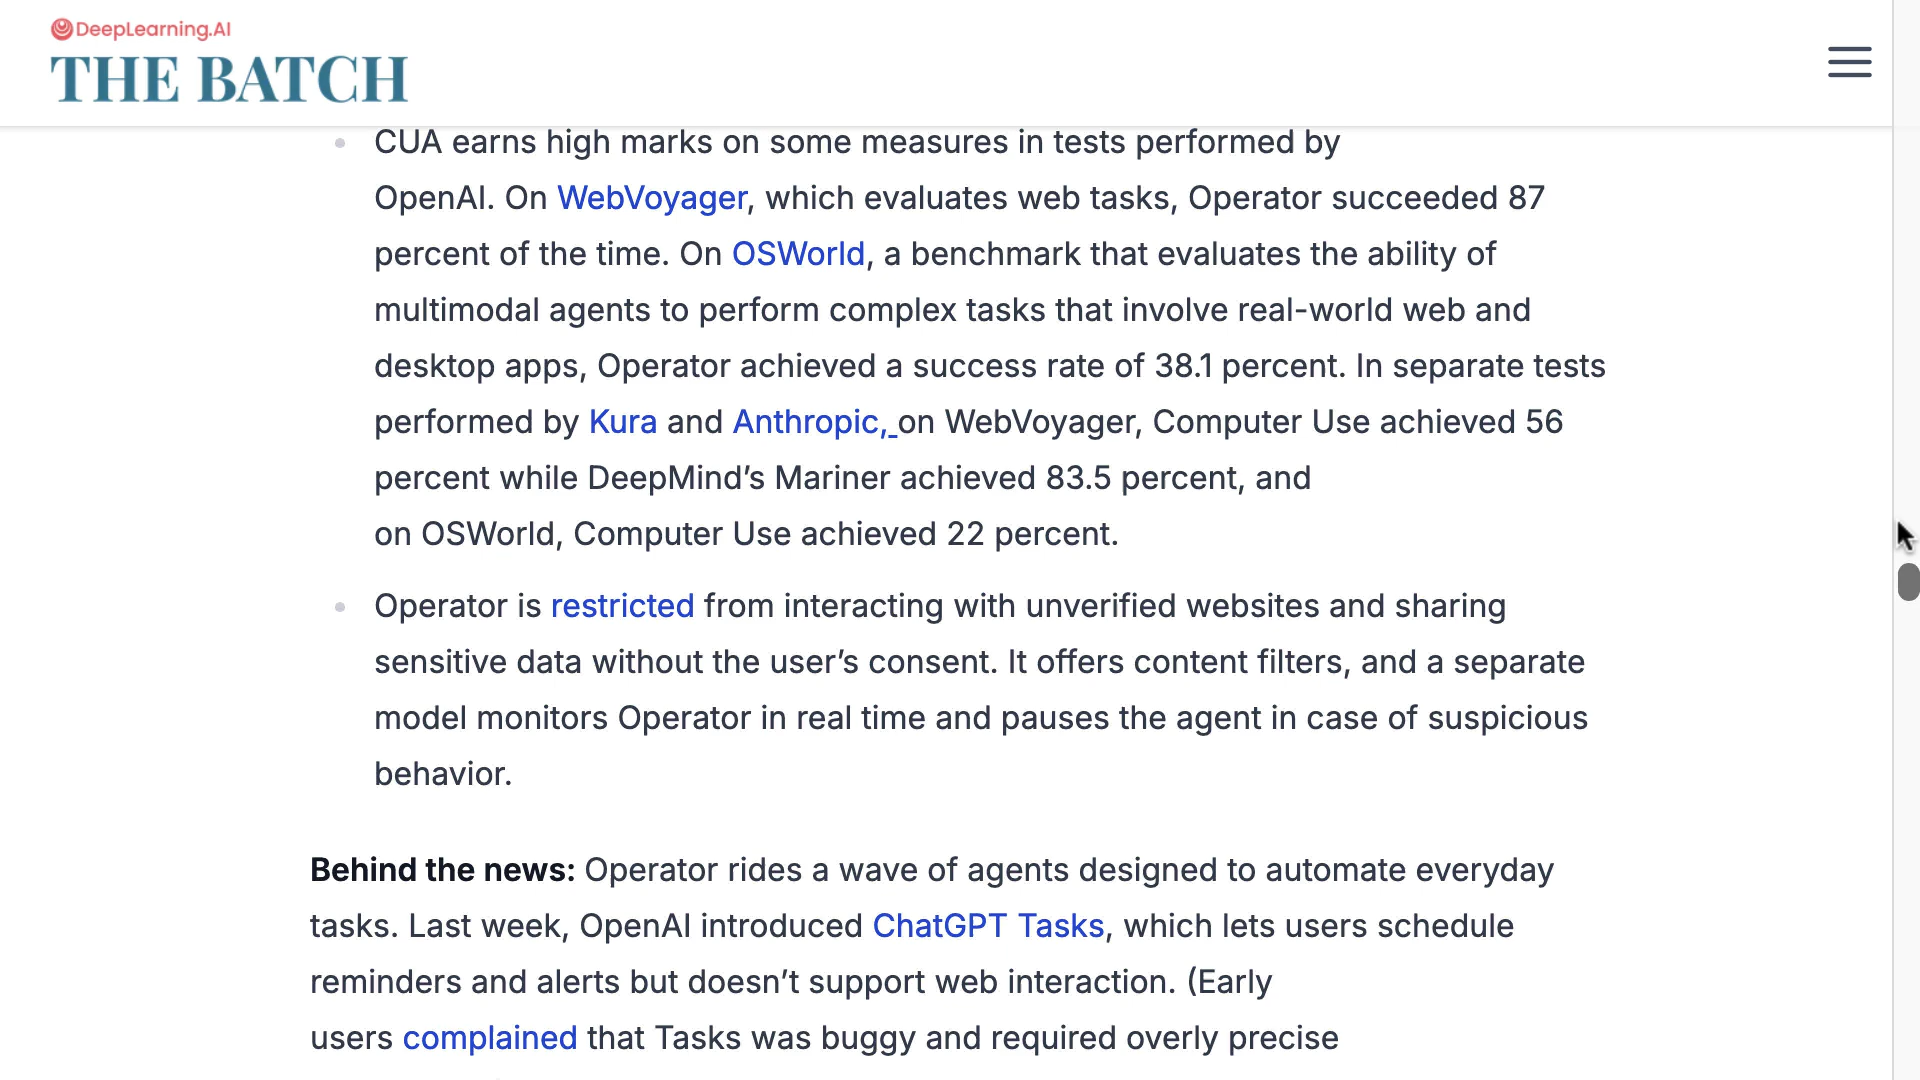 DeepLearning.AI
THE BATCH
CUA earns high marks on some measures in tests performed by
OpenAI. On WebVoyager, which evaluates web tasks, Operator succeeded 87
percent of the time. On OSWorld, a benchmark that evaluates the ability of
multimodal agents to perform complex tasks that involve real-world web and
desktop apps, Operator achieved a success rate of 38.1 percent. In separate tests
performed by Kura and Anthropic, on WebVoyager, Computer Use achieved 56
percent while DeepMind’s Mariner achieved 83.5 percent, and
on OSWorld, Computer Use achieved 22 percent.
Operator is restricted from interacting with unverified websites and sharing
sensitive data without the user’s consent. It offers content filters, and a separate
model monitors Operator in real time and pauses the agent in case of suspicious
behavior.
Behind the news: Operator rides a wave of agents designed to automate everyday
tasks. Last week, OpenAI introduced ChatGPT Tasks, which lets users schedule
reminders and alerts but doesn’t support web interaction. (Early
users complained that Tasks was buggy and required overly precise